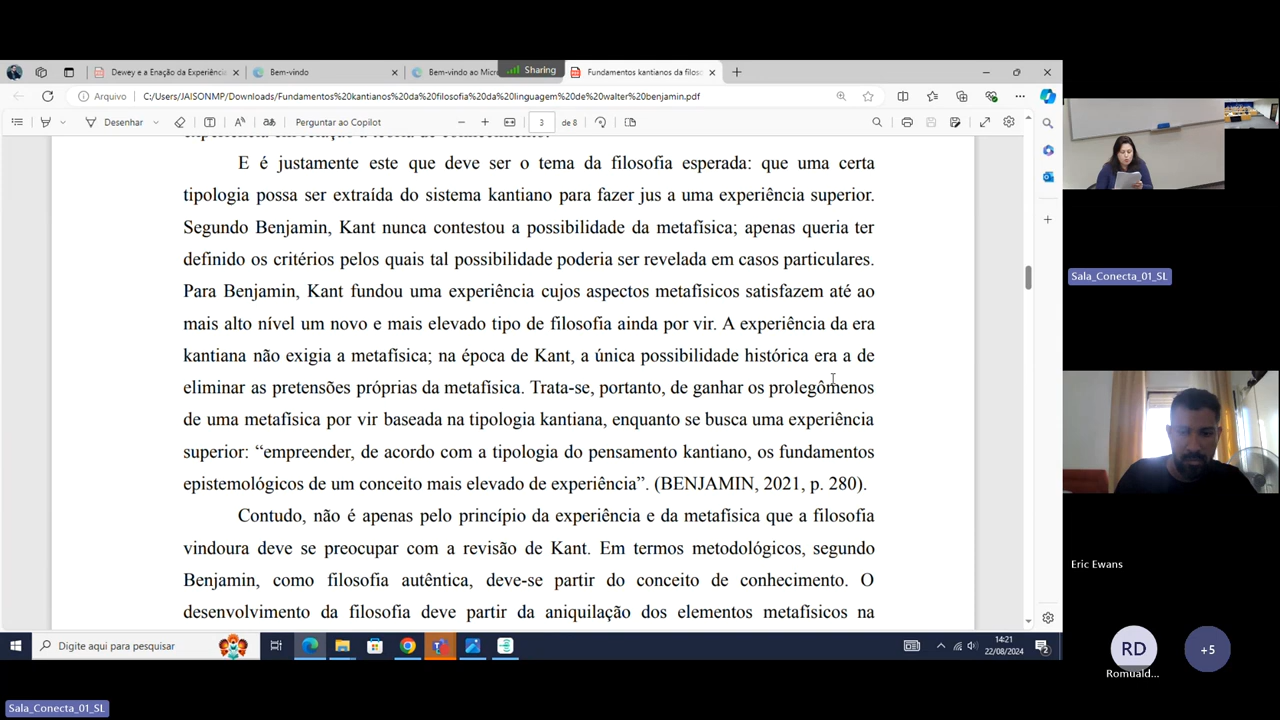 Dewey e a Enação da Experiência
Bem-vindo
Bem-vindo ao Micr
Sharing
Fundamentos kantianos da filoso
Arquivo
C:/Users/JAISONMP/Downloads/Fundamentos%20kantianos%20da%20filosofia%20da%20linguagem%20de%20walter%20benjamin.pdf
Desenhar
Perguntar ao Copilot
3
de 8
E é justamente este que deve ser o tema da filosofia esperada: que uma certa
tipologia possa ser extraída do sistema kantiano para fazer jus a uma experiência superior.
Segundo Benjamin, Kant nunca contestou a possibilidade da metafísica; apenas queria ter
definido os critérios pelos quais tal possibilidade poderia ser revelada em casos particulares.
Para Benjamin, Kant fundou uma experiência cujos aspectos metafísicos satisfazem até ao
mais alto nível um novo e mais elevado tipo de filosofia ainda por vir. A experiência da era
kantiana não exigia a metafísica; na época de Kant, a única possibilidade histórica era a de
eliminar as pretensões próprias da metafísica. Trata-se, portanto, de ganhar os prolegômenos
de uma metafísica por vir baseada na tipologia kantiana, enquanto se busca uma experiência
superior: “empreender, de acordo com a tipologia do pensamento kantiano, os fundamentos
epistemológicos de um conceito mais elevado de experiência”. (BENJAMIN, 2021, p. 280).
Contudo, não é apenas pelo princípio da experiência e da metafísica que a filosofia
vindoura deve se preocupar com a revisão de Kant. Em termos metodológicos, segundo
Benjamin, como filosofia autêntica, deve-se partir do conceito de conhecimento. O
desenvolvimento da filosofia deve partir da aniquilação dos elementos metafísicos na
Digite aqui para pesquisar
14:21
22/08/2024
2
Sala_Conecta_01_SL
Eric Ewans
RD
Romuald...
+5
Sala_Conecta_01_SL